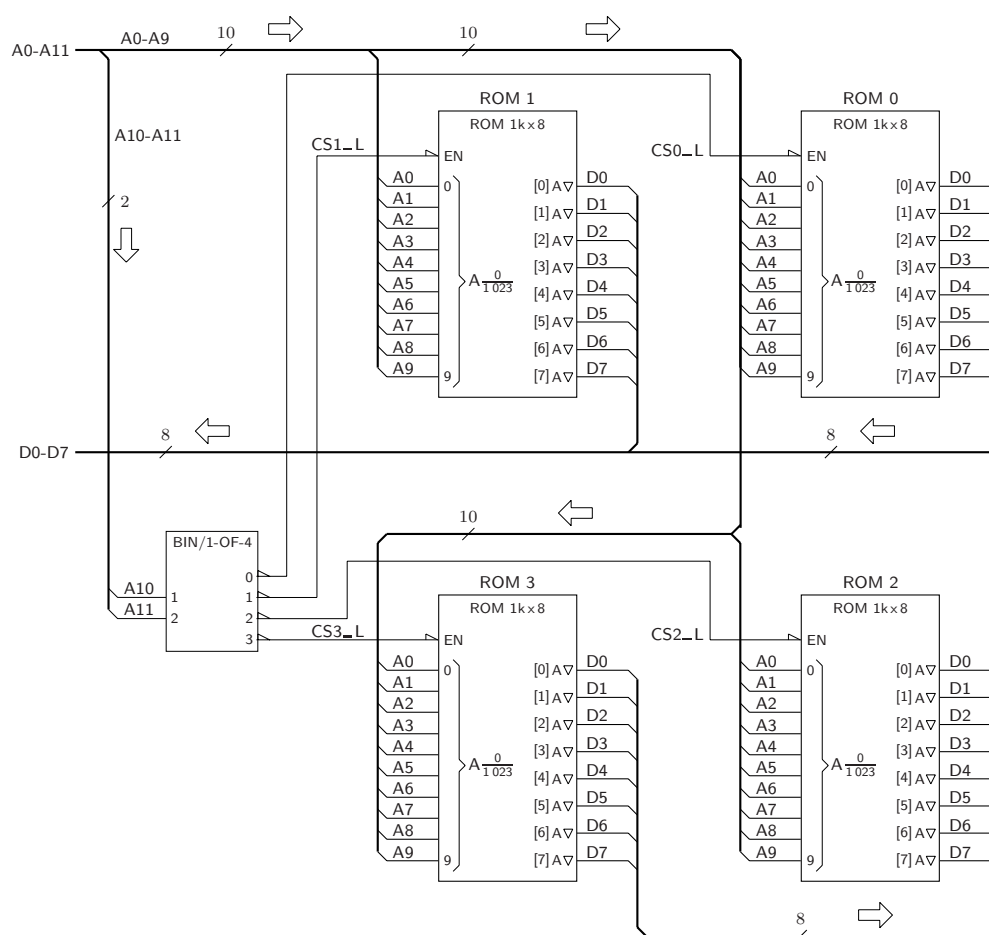 A0-A11
A0-A9
10
10
A10-A11
2
ROM 1
ROM 1k×8
CS1_L
EN
A0
A1
A2
A3
A4
A5
A6
A7
A8
A9
0
9
A 0/1 023
[0] A▽
[1] A▽
[2] A▽
[3] A▽
[4] A▽
[5] A▽
[6] A▽
[7] A▽
D0
D1
D2
D3
D4
D5
D6
D7
ROM 0
ROM 1k×8
CS0_L
EN
A0
A1
A2
A3
A4
A5
A6
A7
A8
A9
0
9
A 0/1 023
[0] A▽
[1] A▽
[2] A▽
[3] A▽
[4] A▽
[5] A▽
[6] A▽
[7] A▽
D0
D1
D2
D3
D4
D5
D6
D7
D0-D7
8
8
10
BIN/1-OF-4
A10
A11
1
2
0
1
2
3
ROM 3
ROM 1k×8
CS3_L
EN
A0
A1
A2
A3
A4
A5
A6
A7
A8
A9
0
9
A 0/1 023
[0] A▽
[1] A▽
[2] A▽
[3] A▽
[4] A▽
[5] A▽
[6] A▽
[7] A▽
D0
D1
D2
D3
D4
D5
D6
D7
ROM 2
ROM 1k×8
CS2_L
EN
A0
A1
A2
A3
A4
A5
A6
A7
A8
A9
0
9
A 0/1 023
[0] A▽
[1] A▽
[2] A▽
[3] A▽
[4] A▽
[5] A▽
[6] A▽
[7] A▽
D0
D1
D2
D3
D4
D5
D6
D7
8